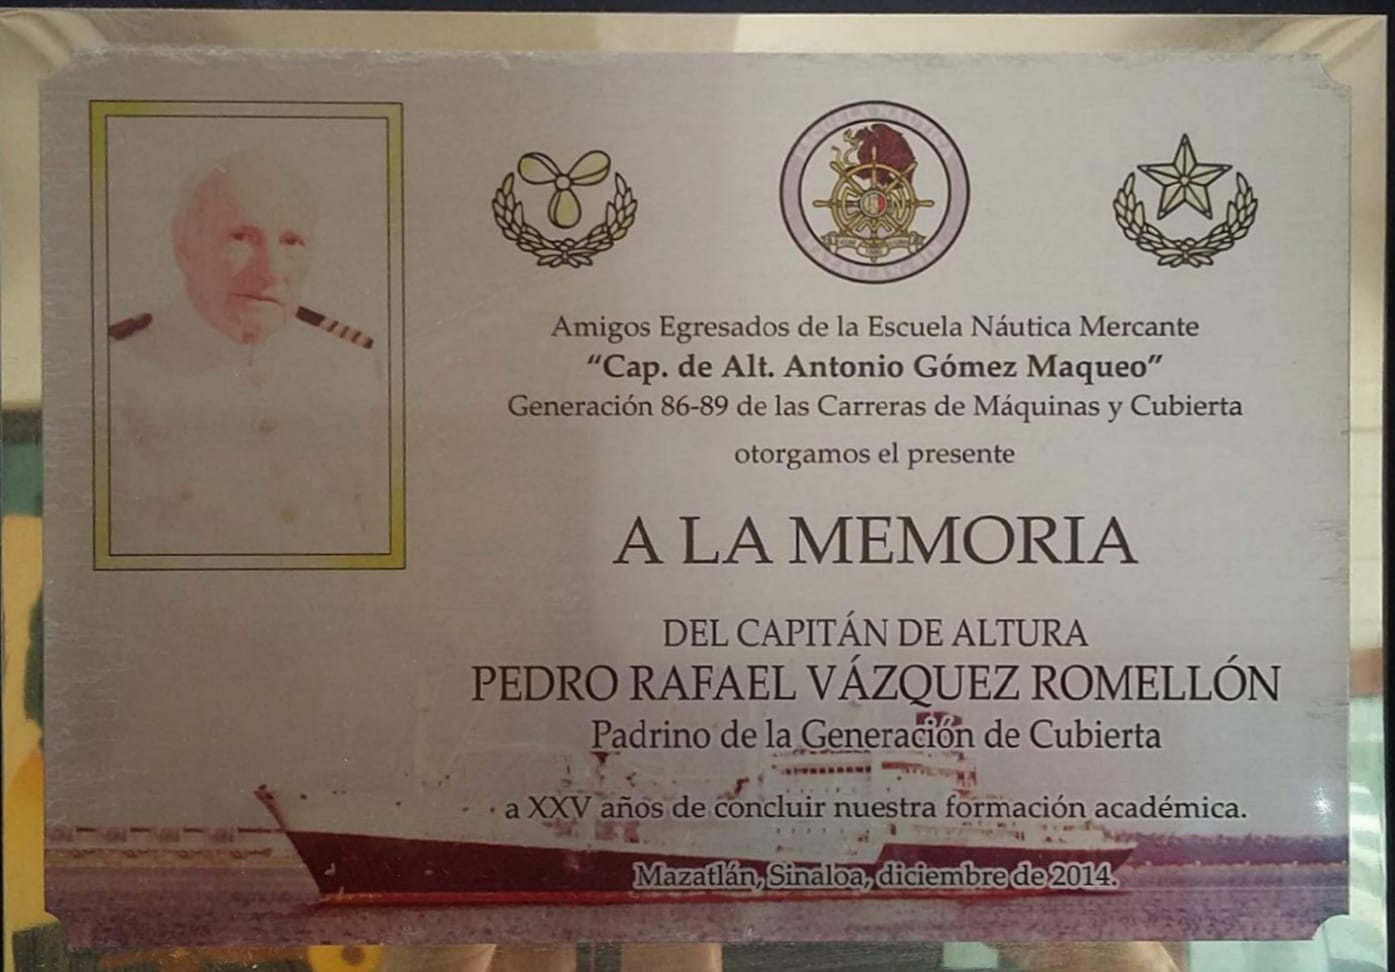 Amigos Egresados de la Escuela Náutica Mercante
“Cap. de Alt. Antonio Gómez Maqueo”
Generación 86-89 de las Carreras de Máquinas y Cubierta
otorgamos el presente
A LA MEMORIA
DEL CAPITÁN DE ALTURA
PEDRO RAFAEL VÁZQUEZ ROMELLÓN
Padrino de la Generación de Cubierta
a XXV años de concluir nuestra formación académica.
Mazatlán, Sinaloa, diciembre de 2014.